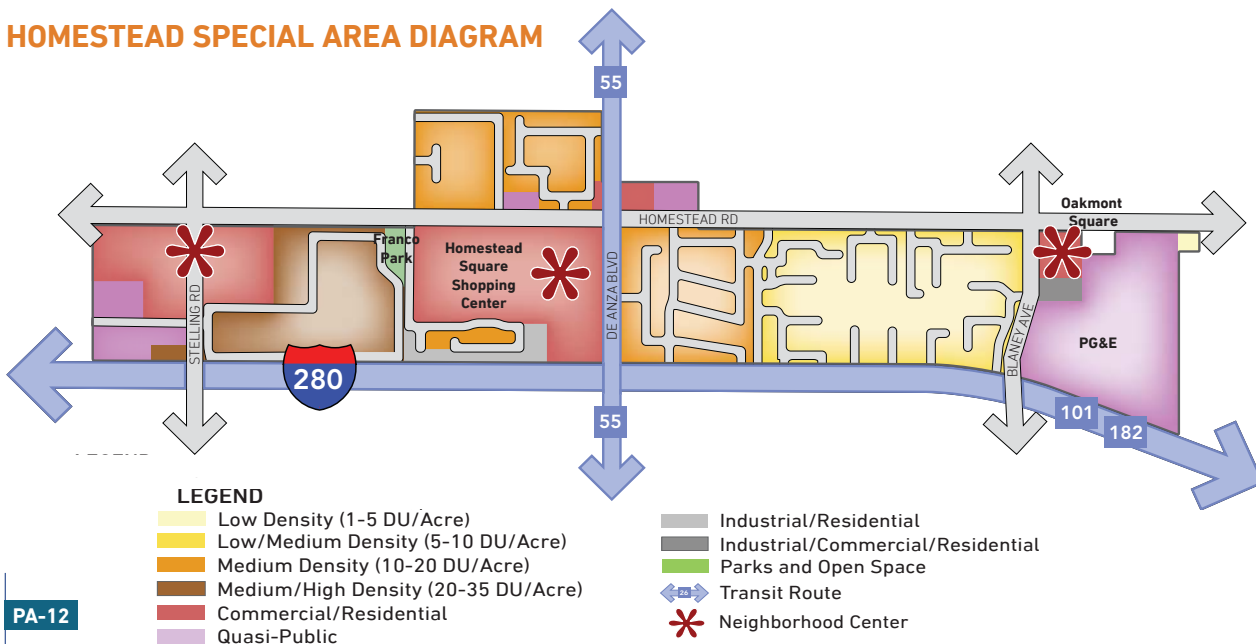 HOMESTEAD SPECIAL AREA DIAGRAM
55
Oakmont
Square
HOMESTEAD RD
Franco
Park
Homestead
Square
Shopping
Center
STELLING RD
DE ANZA BLVD
BLANEY AVE
PG&E
280
55
101
182
LEGEND
Low Density (1-5 DU/Acre)
Low/Medium Density (5-10 DU/Acre)
Medium Density (10-20 DU/Acre)
Medium/High Density (20-35 DU/Acre)
Commercial/Residential
Quasi-Public
Industrial/Residential
Industrial/Commercial/Residential
Parks and Open Space
26
Transit Route
Neighborhood Center
PA-12